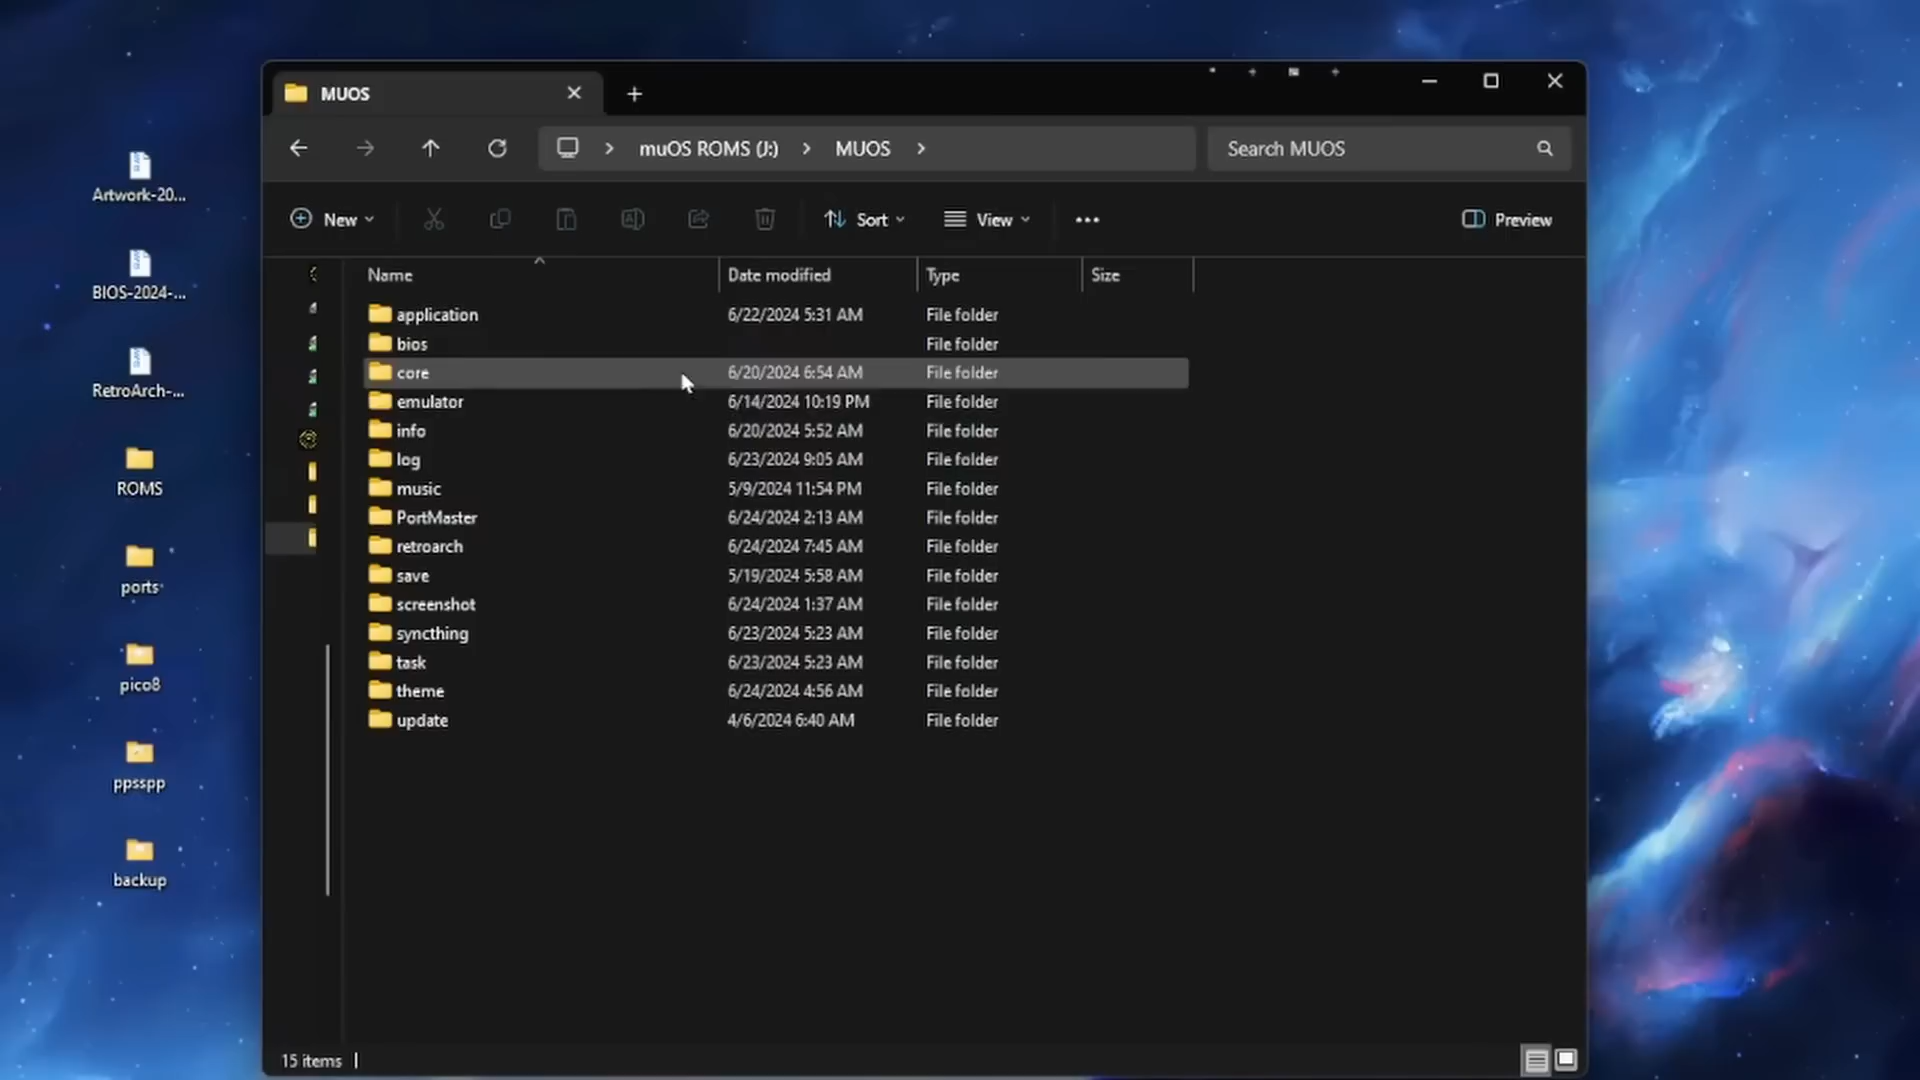 MUOS
muOS ROMS (J:) MUOS
Search MUOS
New
Sort
View
Preview
Name Date modified Type Size
application 6/22/2024 5:31 AM File folder
bios File folder
core 6/20/2024 6:54 AM File folder
emulator 6/14/2024 10:19 PM File folder
info 6/20/2024 5:52 AM File folder
log 6/23/2024 9:05 AM File folder
music 5/9/2024 11:54 PM File folder
PortMaster 6/24/2024 2:13 AM File folder
retroarch 6/24/2024 7:45 AM File folder
save 5/19/2024 5:58 AM File folder
screenshot 6/24/2024 1:37 AM File folder
syncthing 6/23/2024 5:23 AM File folder
task 6/23/2024 5:23 AM File folder
theme 6/24/2024 4:56 AM File folder
update 4/6/2024 6:40 AM File folder
15 items
Artwork-20...
BIOS-2024-...
RetroArch-...
ROMS
ports
pico8
ppsspp
backup